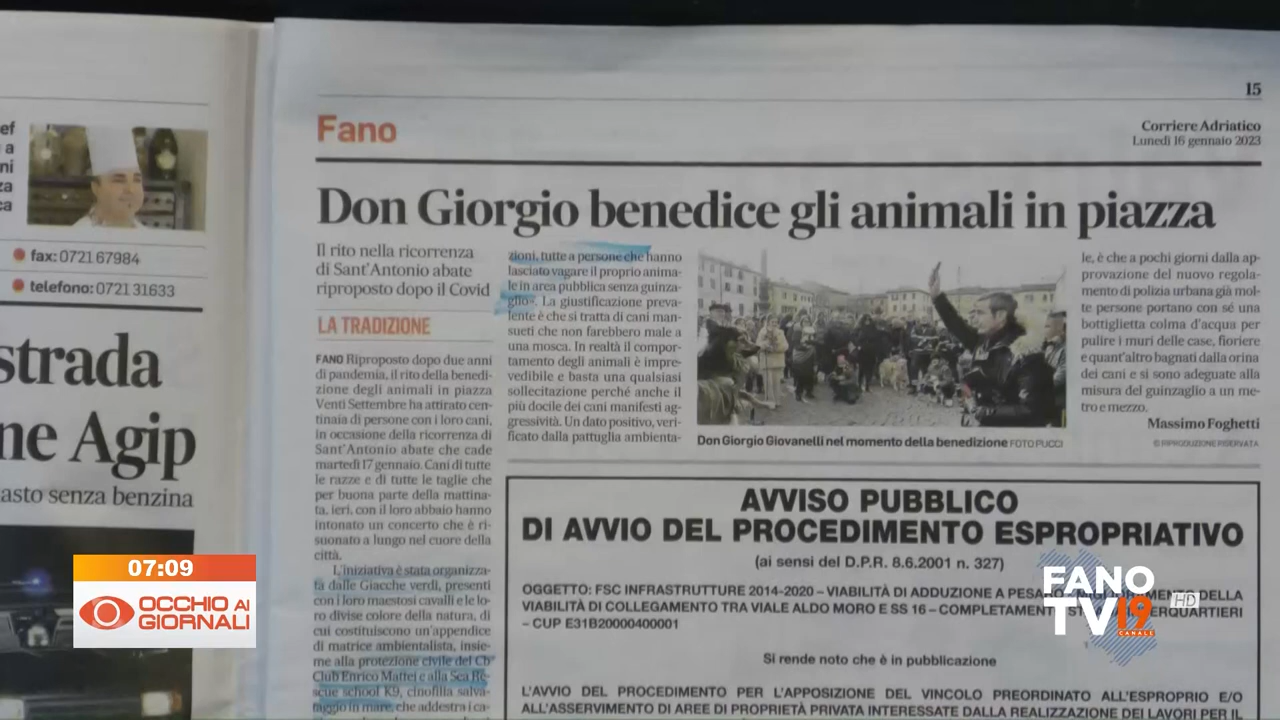 ef
a
ni
za
ca
fax: 0721 67984
telefono: 0721 31633
strada
ne Agip
asto senza benzina
15
Fano
Corriere Adriatico
Lunedì 16 gennaio 2023
Don Giorgio benedice gli animali in piazza
Il rito nella ricorrenza
di Sant'Antonio abate
riproposto dopo il Covid
LA TRADIZIONE
FANO Riproposto dopo due anni
di pandemia, il rito della benedi-
zione degli animali in piazza
Venti Settembre ha attirato cen-
tinaia di persone con i loro cani,
in occasione della ricorrenza di
Sant'Antonio abate che cade
martedì 17 gennaio. Cani di tutte
le razze e di tutte le taglie che
per buona parte della mattina-
ta, ieri, con il loro abbaio hanno
intonato un concerto che è ri-
suonato a lungo nel cuore della
città.
L'iniziativa è stata organizza-
ta dalle Giacche verdi, presenti
con i loro maestosi cavalli e le lo-
ro divise colore della natura, di
cui costituiscono un'appendice
di matrice ambientalista, insie-
me alla protezione civile del Cb
Club Enrico Mattei e alla Sea Re-
scue school K9, cinofilia salva-
taggio in mare, che addestra i ca-
zioni, tutte a persone che hanno
lasciato vagare il proprio anima-
le in area pubblica senza guinza-
glio». La giustificazione preva-
lente è che si tratta di cani man-
sueti che non farebbero male a
una mosca. In realtà il compor-
tamento degli animali è impre-
vedibile e basta una qualsiasi
sollecitazione perché anche il
più docile dei cani manifesti ag-
gressività. Un dato positivo, veri-
ficato dalla pattuglia ambienta-
Don Giorgio Giovanelli nel momento della benedizione FOTO PUCCI
le, è che a pochi giorni dalla ap-
approvazione del nuovo regola-
mento di polizia urbana già mol-
te persone portano con sé una
bottiglietta colma d'acqua per
pulire i muri delle case, fioriere
e quant'altro bagnati dalla orina
dei cani e si sono adeguate alla
misura del guinzaglio a un me-
tro e mezzo.
Massimo Foghetti
© RIPRODUZIONE RISERVATA
AVVISO PUBBLICO
DI AVVIO DEL PROCEDIMENTO ESPROPRIATIVO
(ai sensi del D.P.R. 8.6.2001 n. 327)
OGGETTO: FSC INFRASTRUTTURE 2014-2020 – VIABILITÀ DI ADDUZIONE A PESARO DELLA
VIABILITÀ DI COLLEGAMENTO TRA VIALE ALDO MORO E SS 16 – ERQUARTIERI
– CUP E31B20000400001
Si rende noto che è in pubblicazione
L'AVVIO DEL PROCEDIMENTO PER L'APPOSIZIONE DEL VINCOLO PREORDINATO ALL'ESPROPRIO E/O
ALL'ASSERVIMENTO DI AREE DI PROPRIETÀ PRIVATA INTERESSATE DALLA REALIZZAZIONE DEI LAVORI PER IL
07:09
OCCHIO AI
GIORNALI
FANO
TV19 HD
CANALE